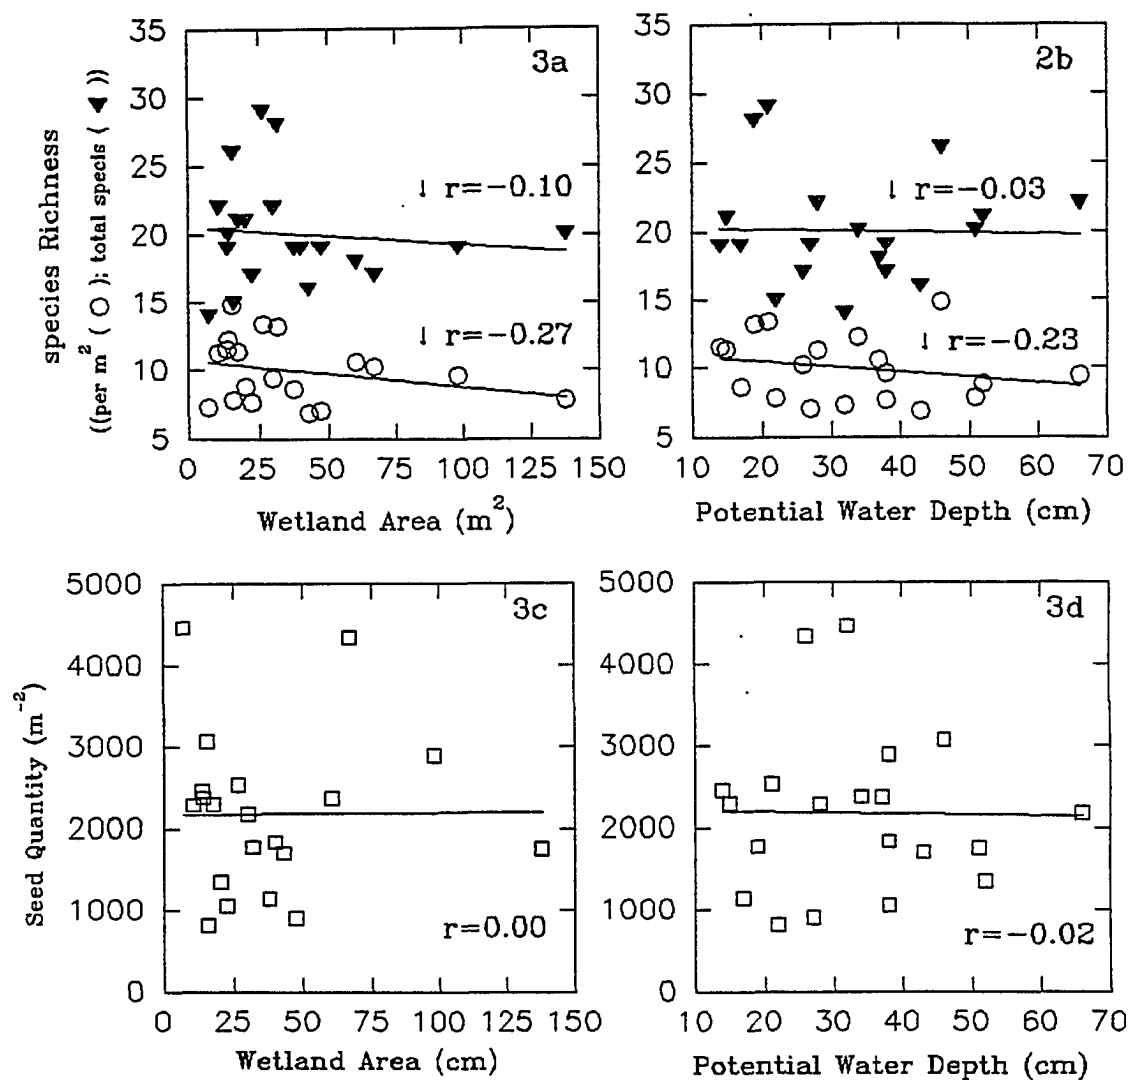 3a
35
30
25
20
15
10
5
↓ r=−0.10
↓ r=−0.27
species Richness
((per m² ( O ); total specis ( ▼ ))
0 25 50 75 100 125 150
Wetland Area (m²)
2b
35
30
25
20
15
10
5
↓ r=−0.03
↓ r=−0.23
10 20 30 40 50 60 70
Potential Water Depth (cm)
3c
5000
4000
3000
2000
1000
0
r=0.00
Seed Quantity (m⁻²)
0 25 50 75 100 125 150
Wetland Area (cm)
3d
5000
4000
3000
2000
1000
0
r=−0.02
10 20 30 40 50 60 70
Potential Water Depth (cm)